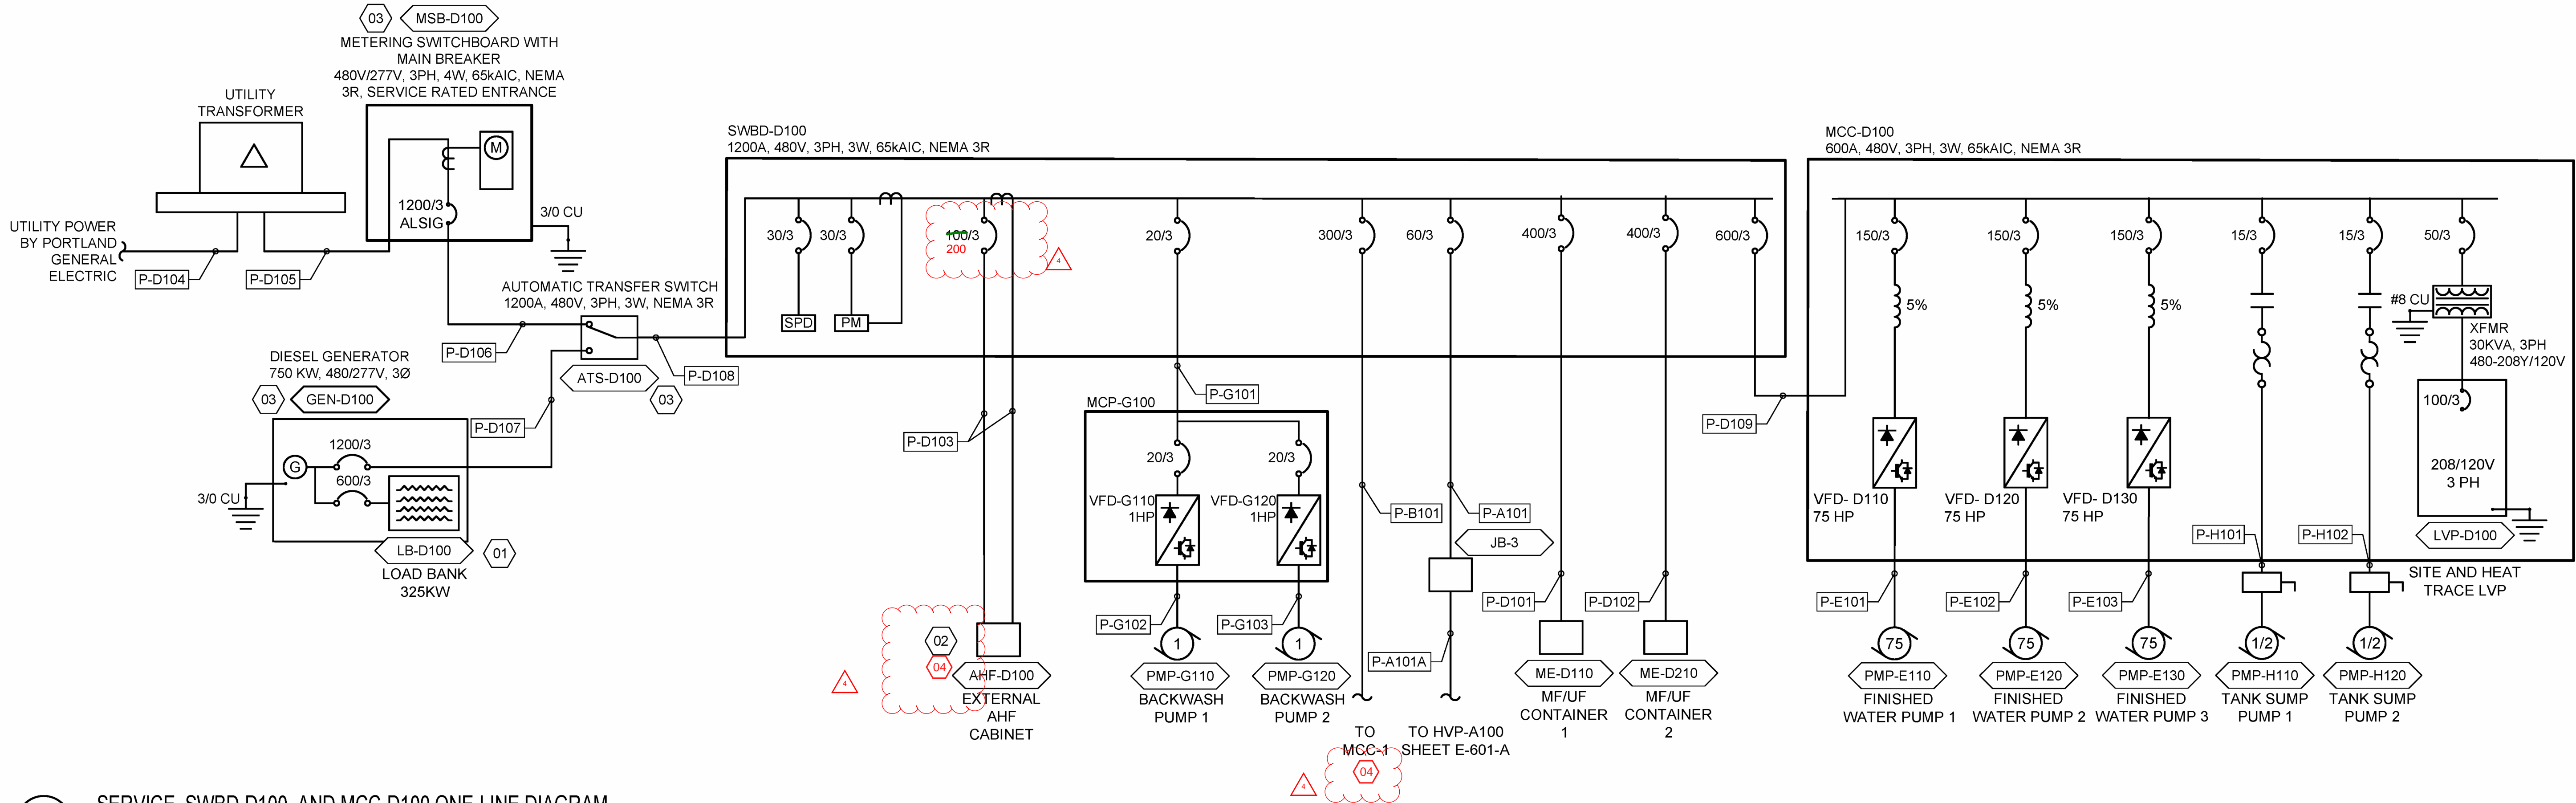 03
MSB-D100
METERING SWITCHBOARD WITH
MAIN BREAKER
480V/277V, 3PH, 4W, 65kAIC, NEMA
3R, SERVICE RATED ENTRANCE
UTILITY
TRANSFORMER
M
1200/3
ALSIG
3/0 CU
UTILITY POWER
BY PORTLAND
GENERAL
ELECTRIC
P-D104
P-D105
AUTOMATIC TRANSFER SWITCH
1200A, 480V, 3PH, 3W, NEMA 3R
P-D106
ATS-D100
03
P-D108
DIESEL GENERATOR
750 KW, 480/277V, 3Ø
03
GEN-D100
P-D107
G
1200/3
600/3
3/0 CU
LB-D100
01
LOAD BANK
325KW
SWBD-D100
1200A, 480V, 3PH, 3W, 65kAIC, NEMA 3R
30/3
30/3
100/3
200
4
20/3
300/3
60/3
400/3
400/3
600/3
SPD
PM
P-D103
P-G101
MCP-G100
20/3
20/3
VFD-G110
1HP
VFD-G120
1HP
P-G102
P-G103
1
1
PMP-G110
BACKWASH
PUMP 1
PMP-G120
BACKWASH
PUMP 2
02
04
4
AHF-D100
EXTERNAL
AHF
CABINET
P-B101
P-A101
JB-3
P-A101A
TO
MCC-1
04
4
TO HVP-A100
SHEET E-601-A
P-D101
P-D102
ME-D110
MF/UF
CONTAINER
1
ME-D210
MF/UF
CONTAINER
2
P-D109
MCC-D100
600A, 480V, 3PH, 3W, 65kAIC, NEMA 3R
150/3
150/3
150/3
15/3
15/3
50/3
5%
5%
5%
#8 CU
XFMR
30KVA, 3PH
480-208Y/120V
100/3
208/120V
3 PH
LVP-D100
SITE AND HEAT
TRACE LVP
VFD- D110
75 HP
VFD- D120
75 HP
VFD- D130
75 HP
P-H101
P-H102
P-E101
P-E102
P-E103
75
75
75
1/2
1/2
PMP-E110
FINISHED
WATER PUMP 1
PMP-E120
FINISHED
WATER PUMP 2
PMP-E130
FINISHED
WATER PUMP 3
PMP-H110
TANK SUMP
PUMP 1
PMP-H120
TANK SUMP
PUMP 2
SERVICE, SWBD-D100, AND MCC-D100 ONE-LINE DIAGRAM